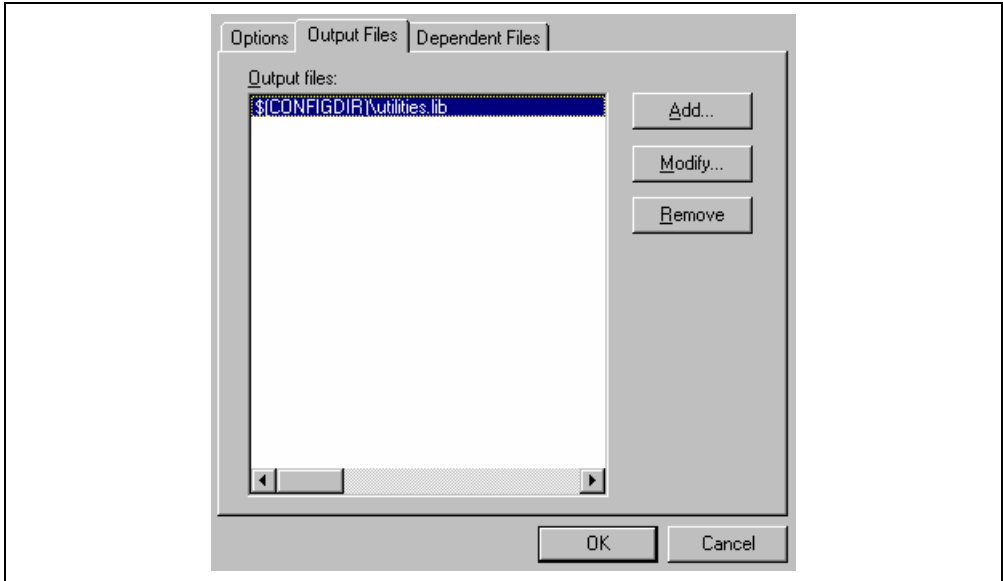 Options Output Files Dependent Files
Output files:
$(CONFIGDIR)\utilities.lib
Add...
Modify...
Remove
OK Cancel